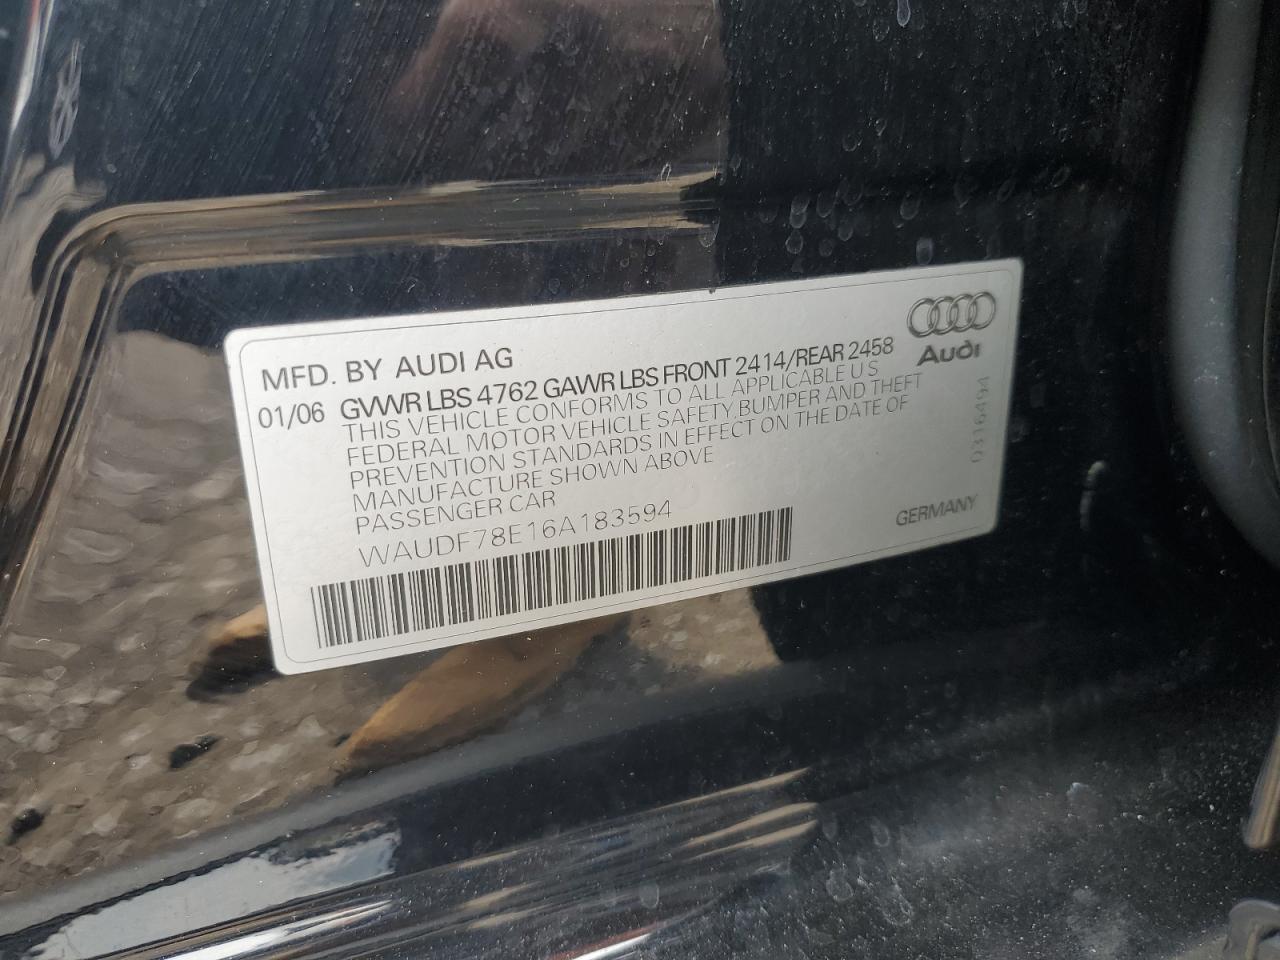 MFD. BY AUDI AG
01/06 GVWR LBS 4762 GAWR LBS FRONT 2414/REAR 2458
THIS VEHICLE CONFORMS TO ALL APPLICABLE U S
FEDERAL MOTOR VEHICLE SAFETY, BUMPER AND THEFT
PREVENTION STANDARDS IN EFFECT ON THE DATE OF
MANUFACTURE SHOWN ABOVE
PASSENGER CAR
WAUDF78E16A183594
Audi
0316494
GERMANY